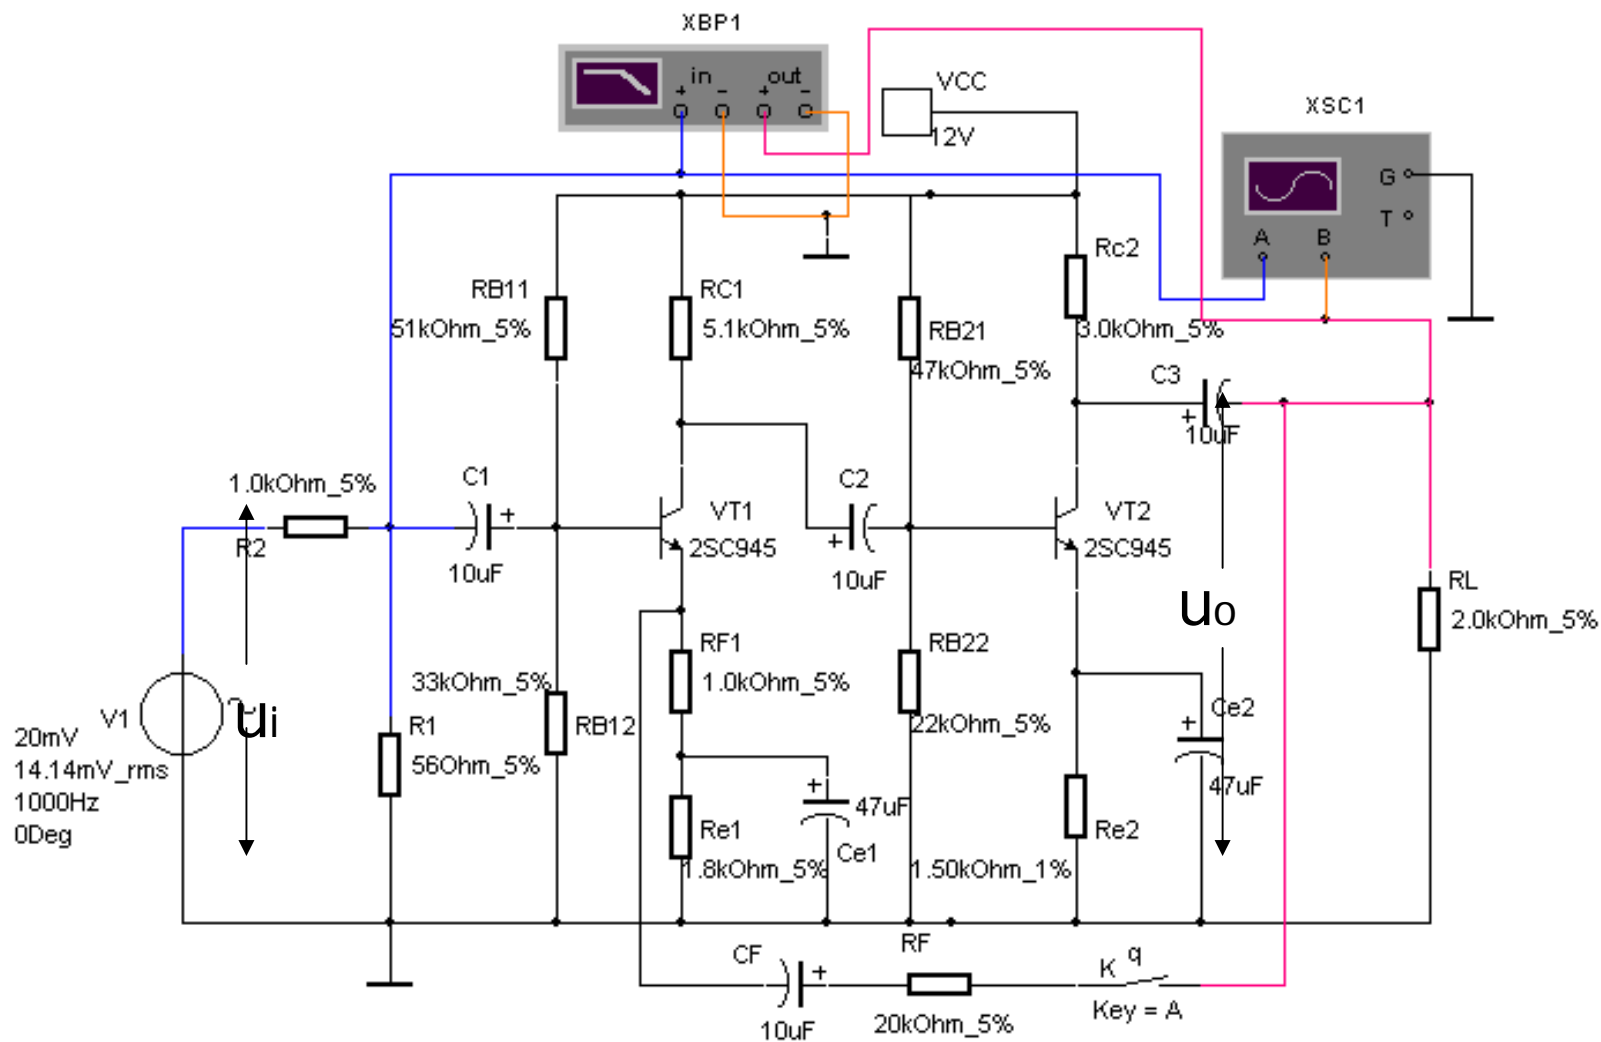 XBP1
in
out
+ − + −
VCC
12V
XSC1
G
T
A
B
Rc2
3.0kOhm_5%
RB11
51kOhm_5%
RC1
5.1kOhm_5%
RB21
47kOhm_5%
C3
+
10uF
1.0kOhm_5%
R2
C1
+
10uF
VT1
2SC945
C2
+
10uF
VT2
2SC945
uo
RL
2.0kOhm_5%
RF1
1.0kOhm_5%
RB22
22kOhm_5%
33kOhm_5%
RB12
V1
ui
20mV
14.14mV_rms
1000Hz
0Deg
R1
56Ohm_5%
+
47uF
Ce1
Re1
1.8kOhm_5%
Ce2
+
47uF
Re2
1.50kOhm_1%
CF
+
10uF
RF
20kOhm_5%
K
q
Key = A